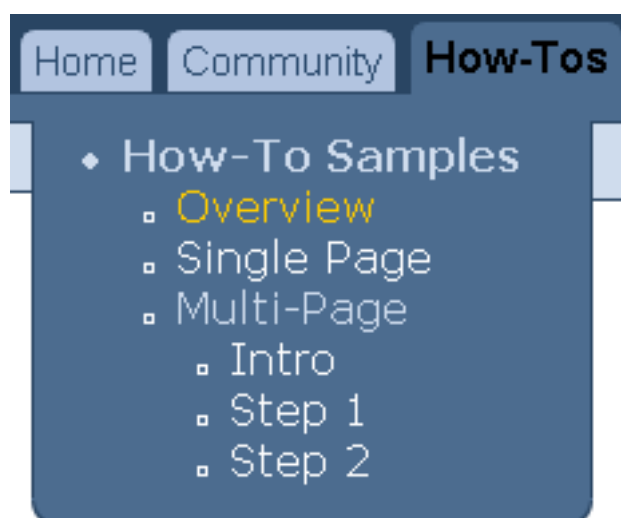 Home Community How-Tos
How-To Samples
Overview
Single Page
Multi-Page
Intro
Step 1
Step 2